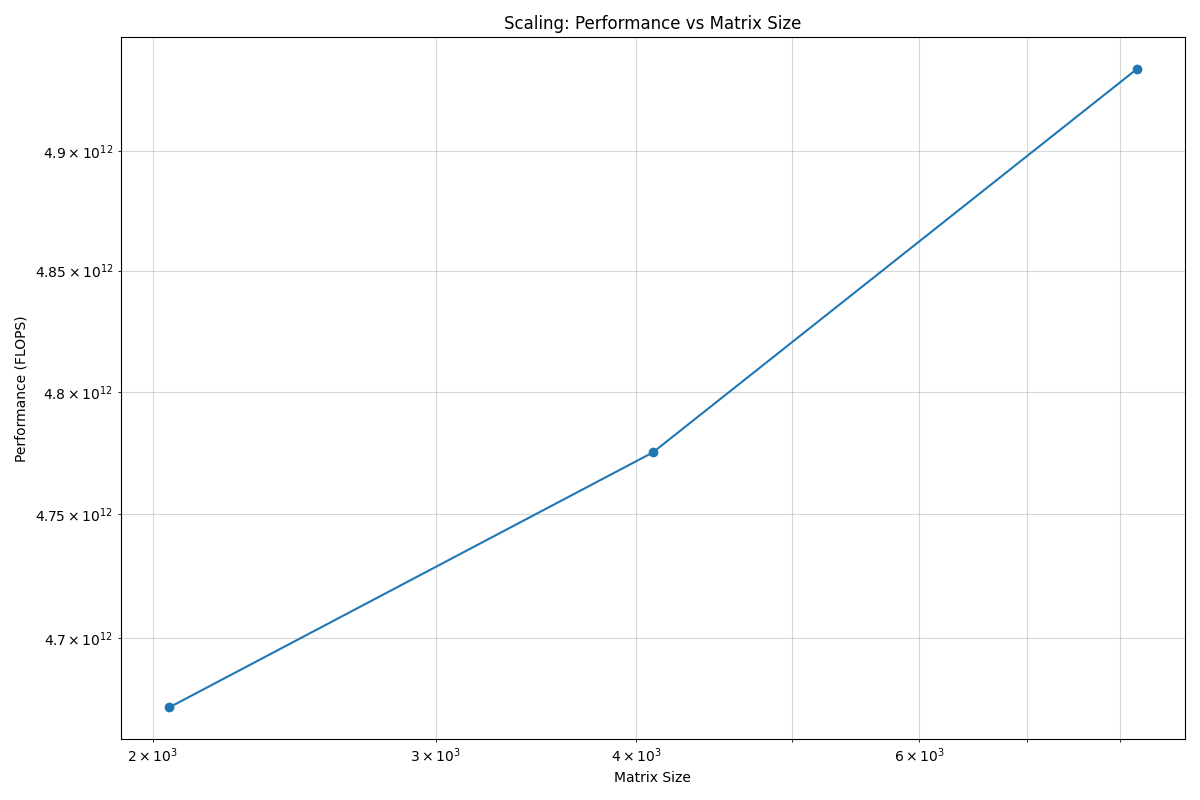 Scaling: Performance vs Matrix Size
Performance (FLOPS)
4.9 × 10¹²
4.85 × 10¹²
4.8 × 10¹²
4.75 × 10¹²
4.7 × 10¹²
2 × 10³ 3 × 10³ 4 × 10³ 6 × 10³
Matrix Size